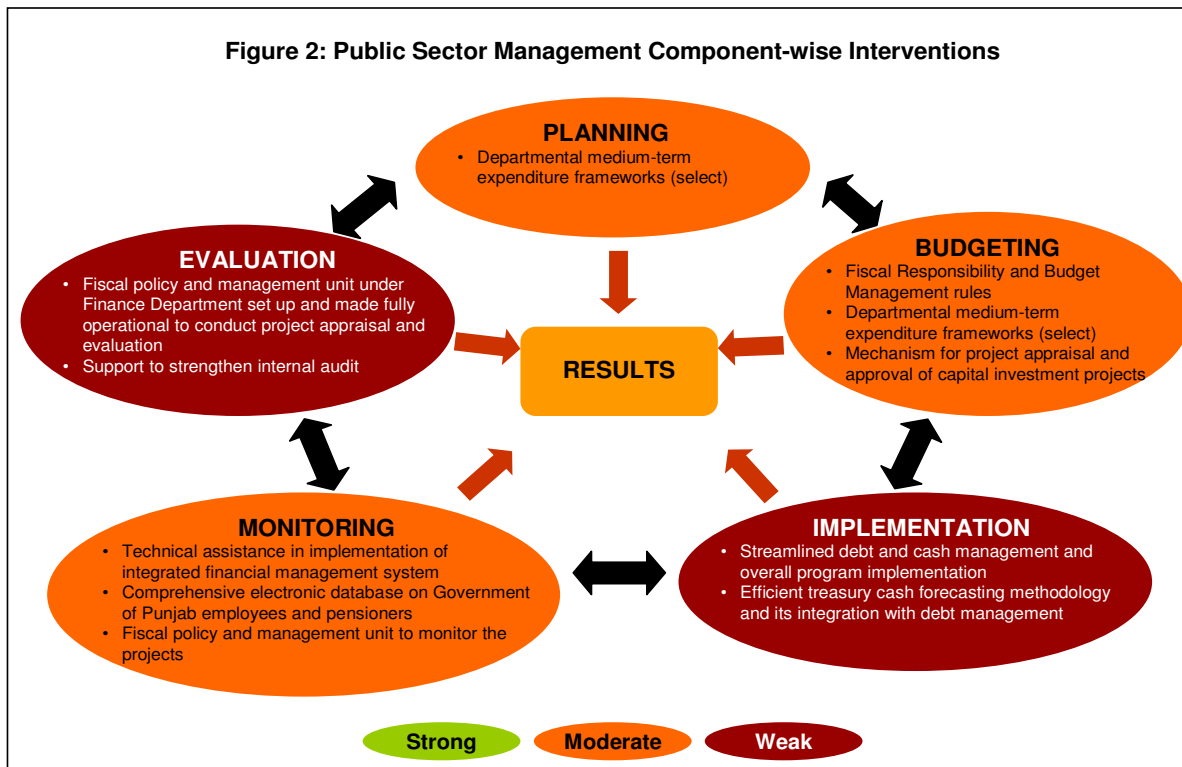 Figure 2: Public Sector Management Component-wise Interventions
PLANNING
• Departmental medium-term
expenditure frameworks (select)
EVALUATION
• Fiscal policy and management unit under
Finance Department set up and made fully
operational to conduct project appraisal and
evaluation
• Support to strengthen internal audit
BUDGETING
• Fiscal Responsibility and Budget
Management rules
• Departmental medium-term
expenditure frameworks (select)
• Mechanism for project appraisal and
approval of capital investment projects
RESULTS
MONITORING
• Technical assistance in implementation of
integrated financial management system
• Comprehensive electronic database on Government
of Punjab employees and pensioners
• Fiscal policy and management unit to monitor the
projects
IMPLEMENTATION
• Streamlined debt and cash management and
overall program implementation
• Efficient treasury cash forecasting methodology
and its integration with debt management
Strong
Moderate
Weak